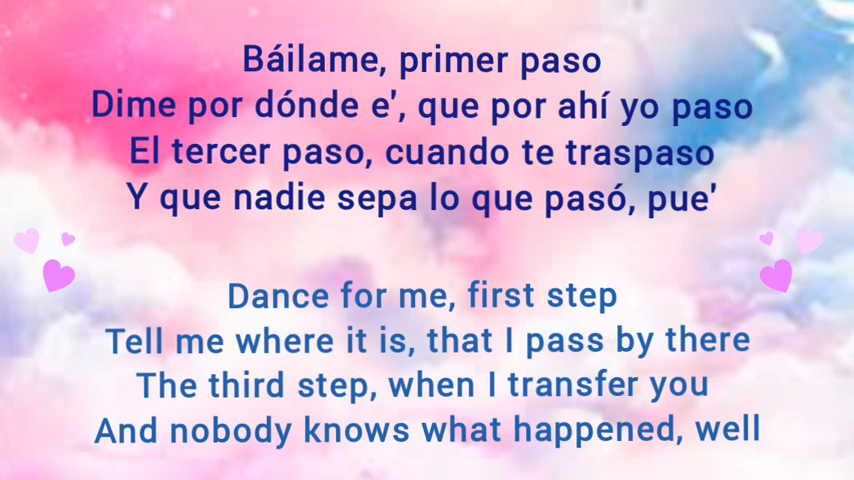 Báilame, primer paso
Dime por dónde e', que por ahí yo paso
El tercer paso, cuando te traspaso
Y que nadie sepa lo que pasó, pue'
Dance for me, first step
Tell me where it is, that I pass by there
The third step, when I transfer you
And nobody knows what happened, well